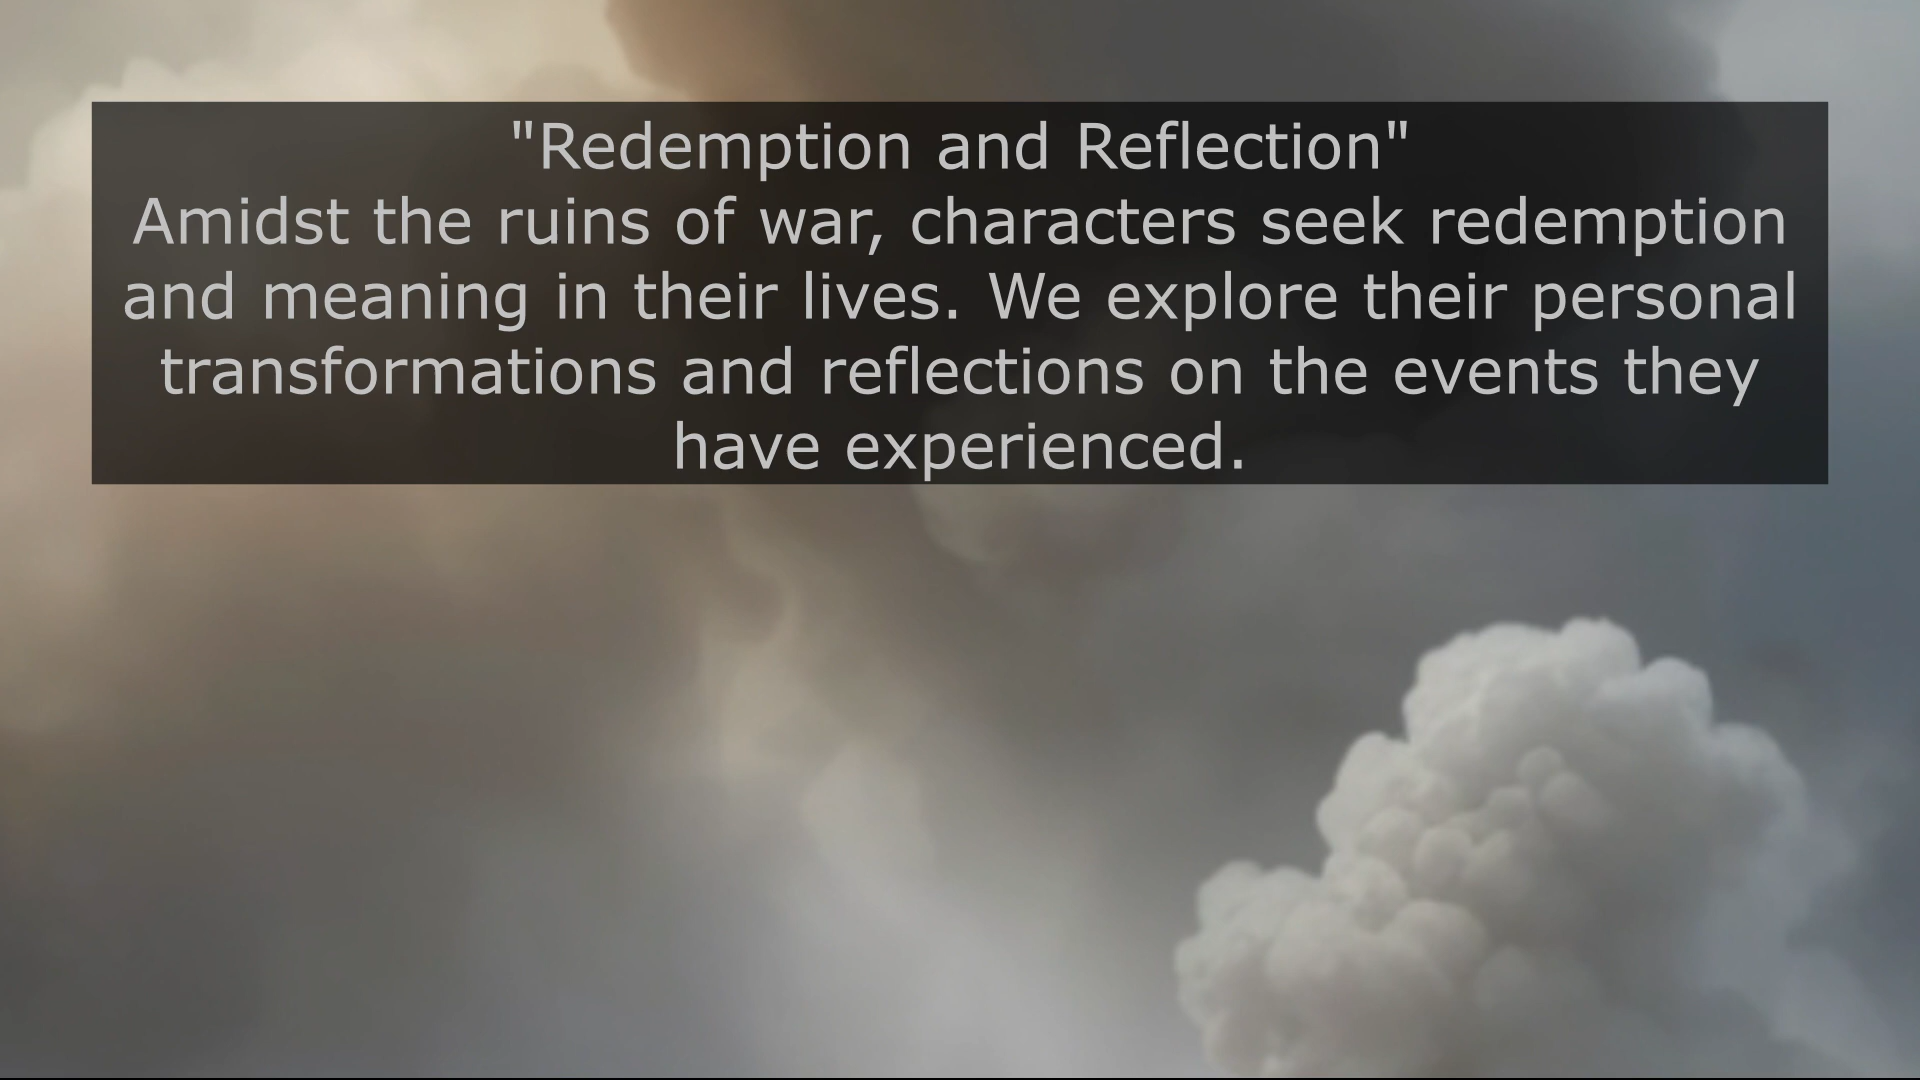 "Redemption and Reflection"
Amidst the ruins of war, characters seek redemption
and meaning in their lives. We explore their personal
transformations and reflections on the events they
have experienced.